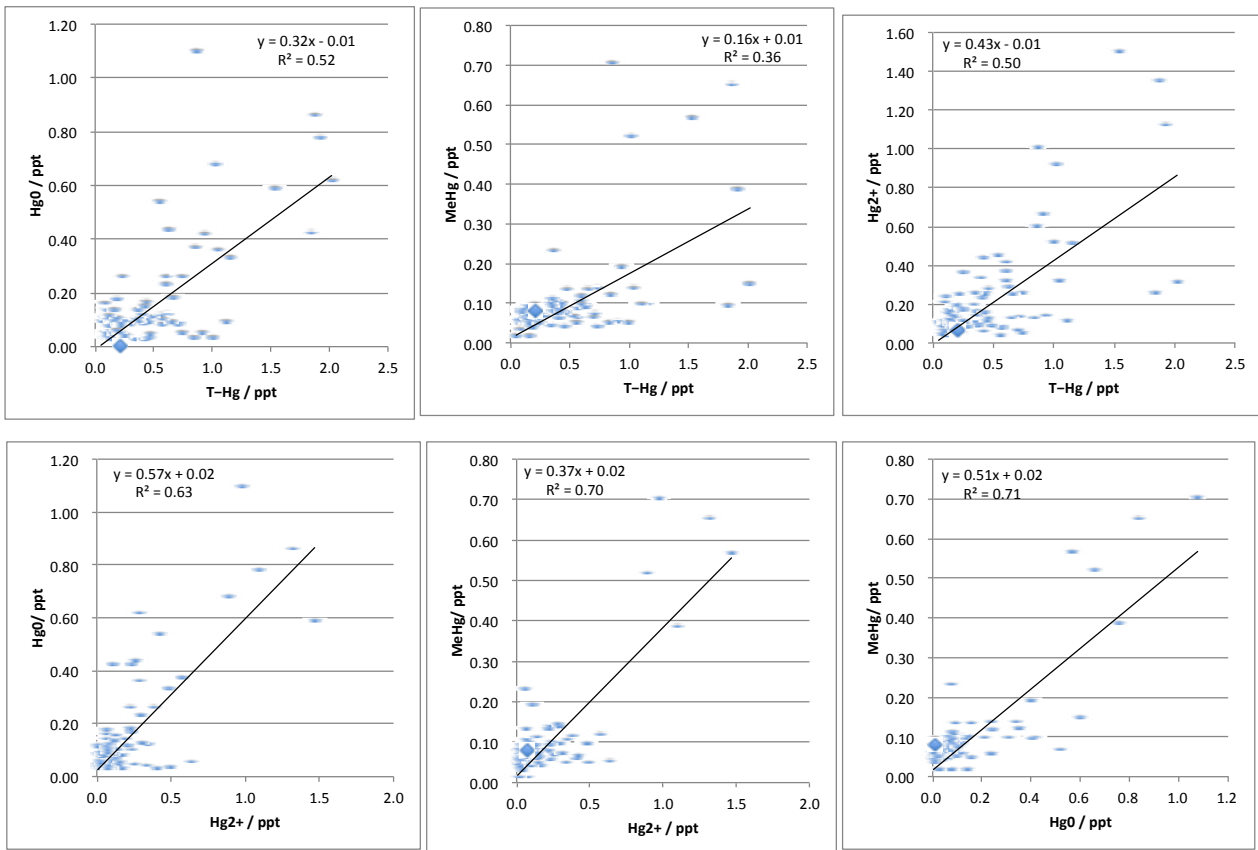 1.20
1.00
0.80
0.60
0.40
0.20
0.00
Hg0 / ppt
y = 0.32x - 0.01
R² = 0.52
0.0 0.5 1.0 1.5 2.0 2.5
T–Hg / ppt
0.80
0.70
0.60
0.50
0.40
0.30
0.20
0.10
0.00
MeHg / ppt
y = 0.16x + 0.01
R² = 0.36
0.0 0.5 1.0 1.5 2.0 2.5
T–Hg / ppt
1.60
1.40
1.20
1.00
0.80
0.60
0.40
0.20
0.00
Hg2+ / ppt
y = 0.43x - 0.01
R² = 0.50
0.0 0.5 1.0 1.5 2.0 2.5
T–Hg / ppt
1.20
1.00
0.80
0.60
0.40
0.20
0.00
Hg0/ ppt
y = 0.57x + 0.02
R² = 0.63
0.0 0.5 1.0 1.5 2.0
Hg2+ / ppt
0.80
0.70
0.60
0.50
0.40
0.30
0.20
0.10
0.00
MeHg/ ppt
y = 0.37x + 0.02
R² = 0.70
0.0 0.5 1.0 1.5 2.0
Hg2+ / ppt
0.80
0.70
0.60
0.50
0.40
0.30
0.20
0.10
0.00
MeHg/ ppt
y = 0.51x + 0.02
R² = 0.71
0.0 0.2 0.4 0.6 0.8 1.0 1.2
Hg0 / ppt